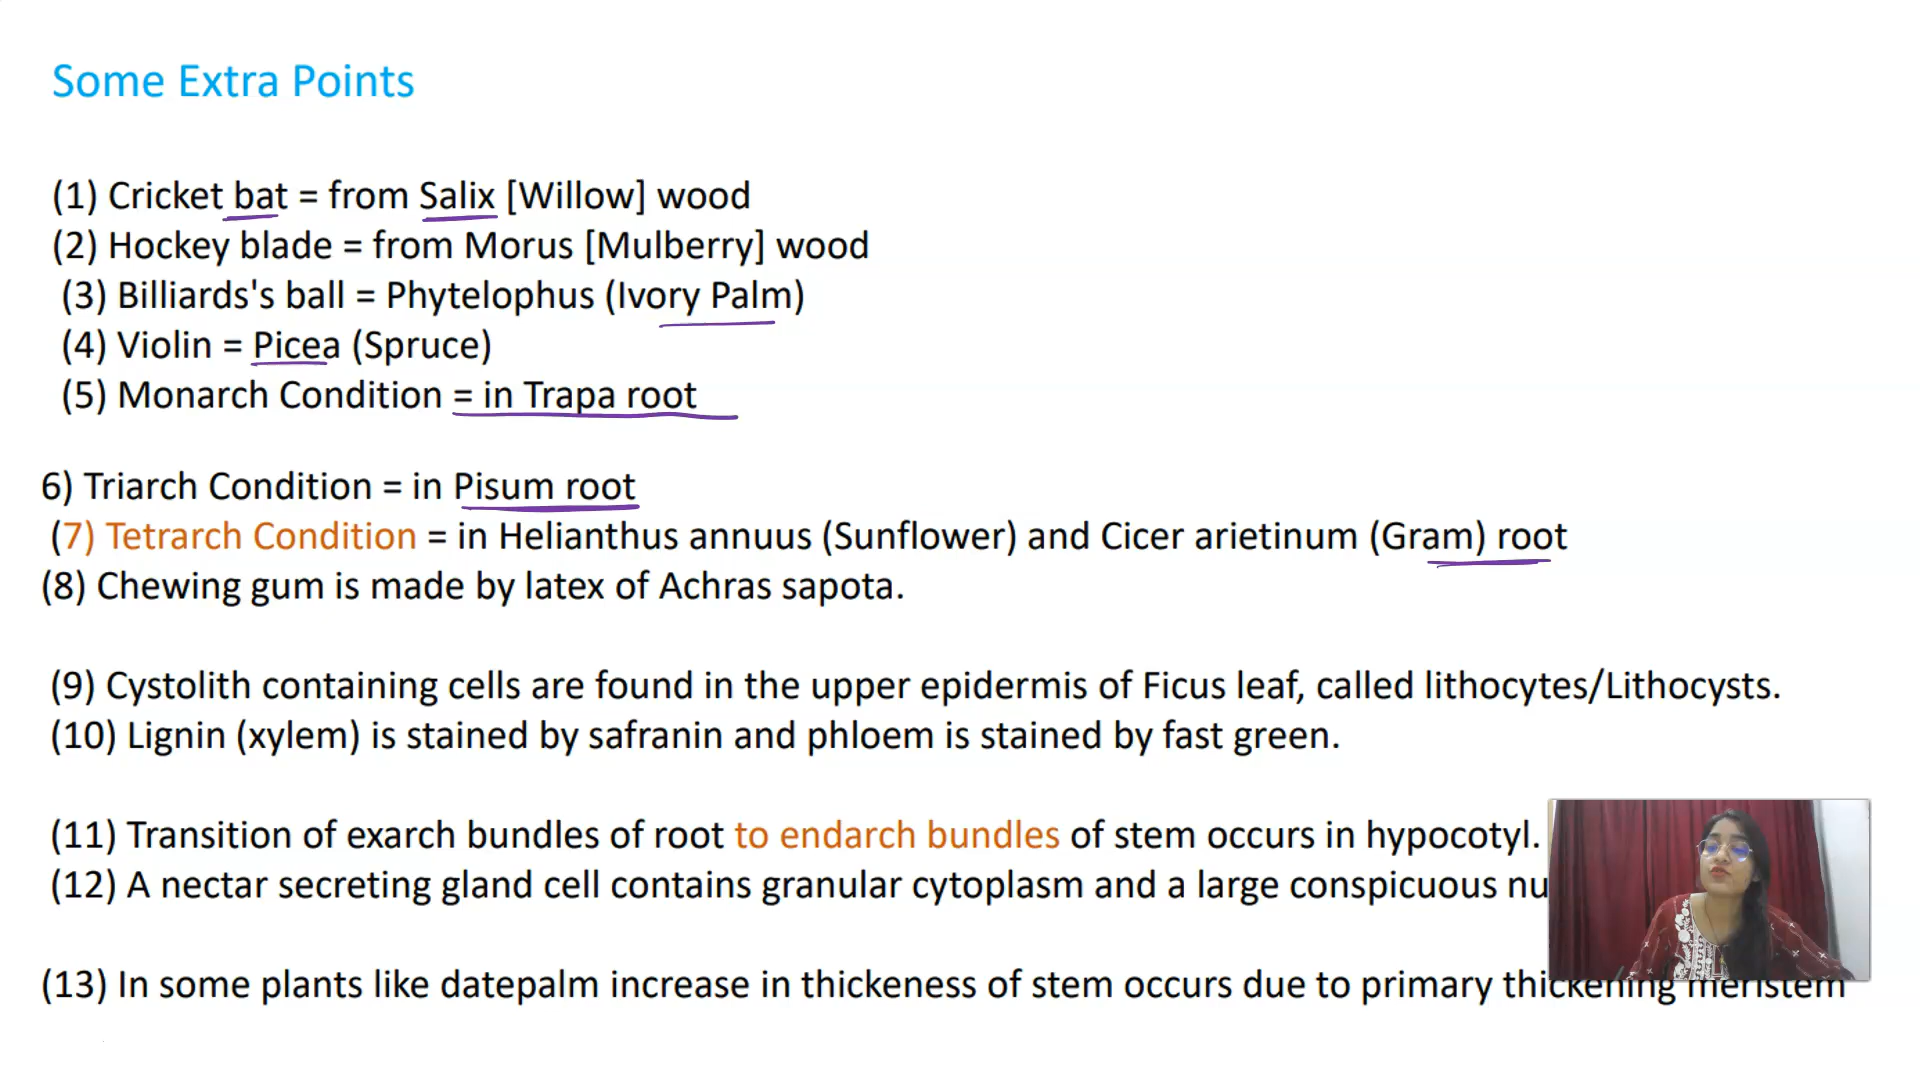 Some Extra Points
(1) Cricket bat = from Salix [Willow] wood
(2) Hockey blade = from Morus [Mulberry] wood
(3) Billiards's ball = Phytelophus (Ivory Palm)
(4) Violin = Picea (Spruce)
(5) Monarch Condition = in Trapa root
6) Triarch Condition = in Pisum root
(7) Tetrarch Condition = in Helianthus annuus (Sunflower) and Cicer arietinum (Gram) root
(8) Chewing gum is made by latex of Achras sapota.
(9) Cystolith containing cells are found in the upper epidermis of Ficus leaf, called lithocytes/Lithocysts.
(10) Lignin (xylem) is stained by safranin and phloem is stained by fast green.
(11) Transition of exarch bundles of root to endarch bundles of stem occurs in hypocotyl.
(12) A nectar secreting gland cell contains granular cytoplasm and a large conspicuous
(13) In some plants like datepalm increase in thickeness of stem occurs due to primary thickening meristem